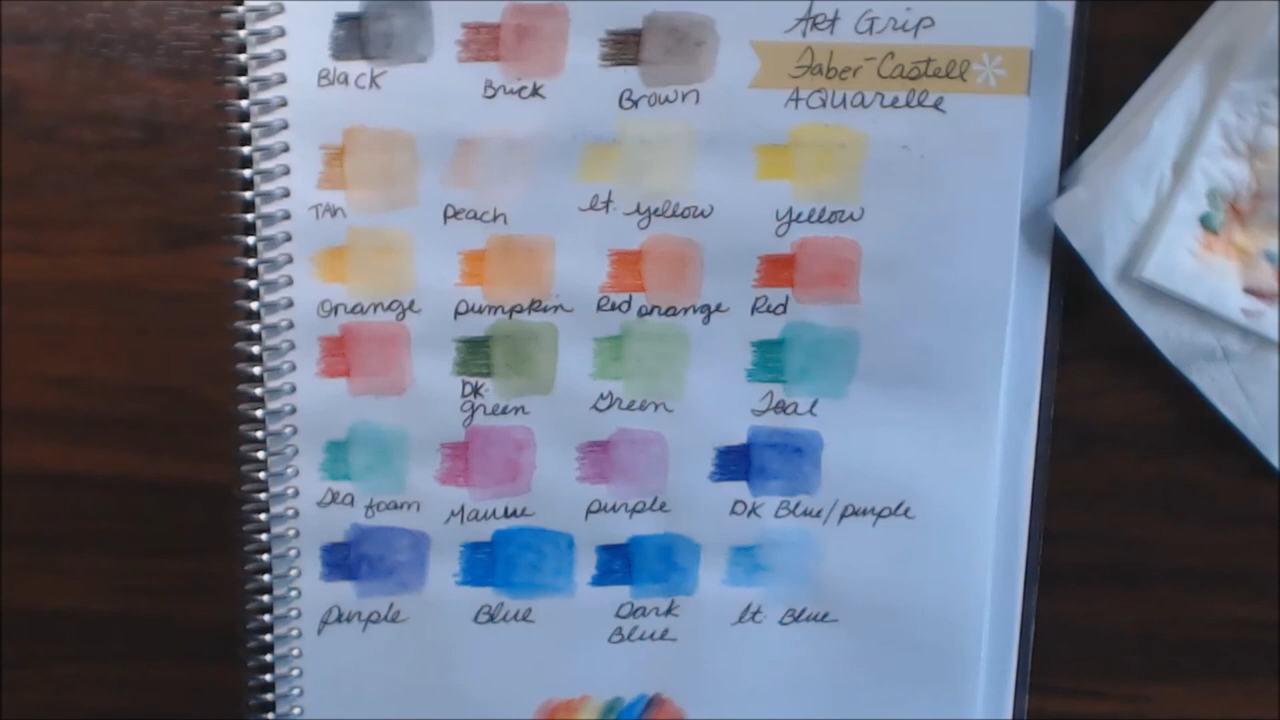 Art Grip
Faber-Castell
AQuarelle
Black
Brick
Brown
TAN
Peach
lt. yellow
yellow
Orange
pumpkin
Red orange
Red
DK.
green
Green
Teal
Sea foam
Mauve
purple
DK Blue/purple
purple
Blue
Dark
Blue
lt. Blue